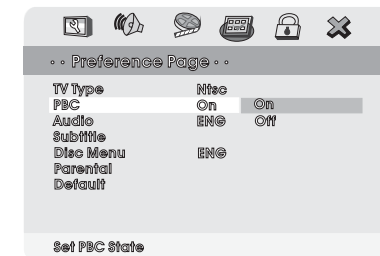 •• Preference Page ••
TV Type Ntsc
PBC On On
Audio ENG Off
Subtitle
Disc Menu ENG
Parental
Default
Set PBC State